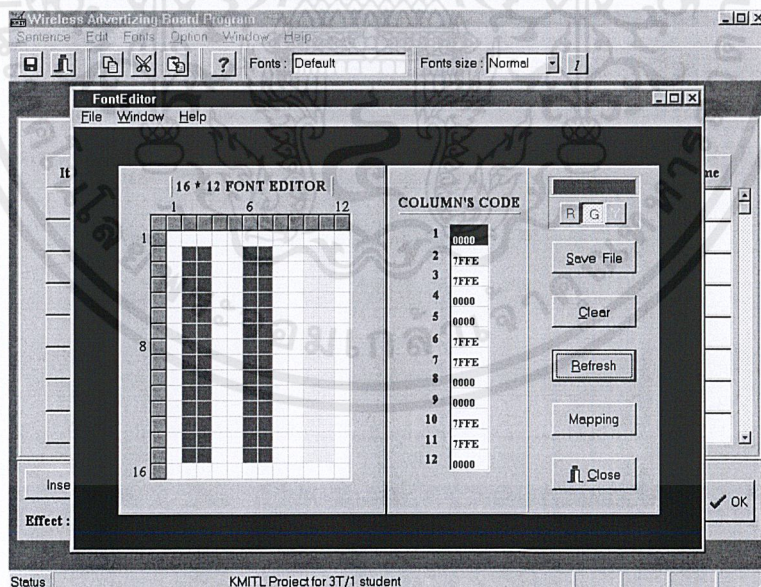 Wireless Advertizing Board Program
Sentence Edit Fonts Option Window Help
? Fonts : Default Fonts size : Normal I
FontEditor
File Window Help
It
me
16 * 12 FONT EDITOR
1 6 12
1
8
16
COLUMN'S CODE
1 0000
2 7FFE
3 7FFE
4 0000
5 0000
6 7FFE
7 7FFE
8 0000
9 0000
10 7FFE
11 7FFE
12 0000
R G
Save File
Clear
Refresh
Mapping
Close
Inse
OK
Effect :
Status KMITL Project for 3T/1 student